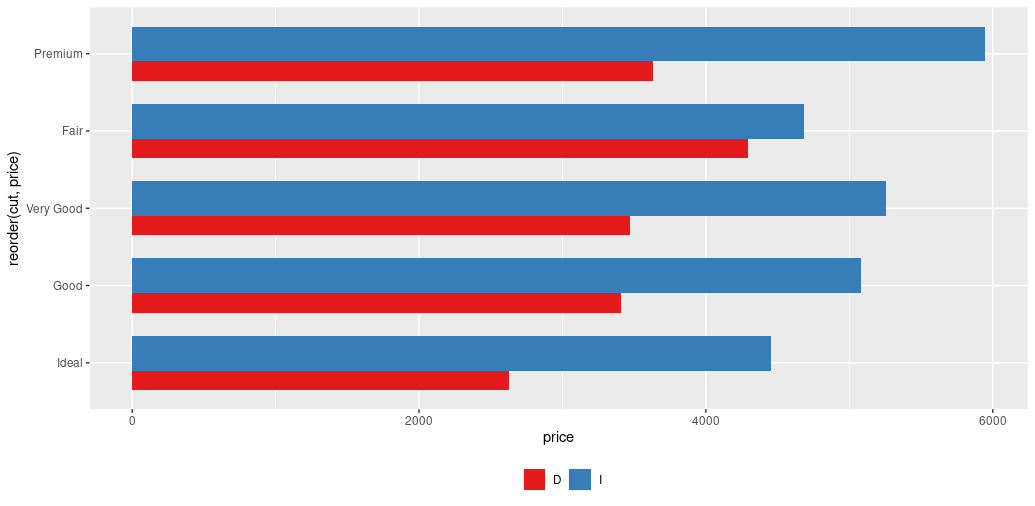 reorder(cut, price)
Premium
Fair
Very Good
Good
Ideal
0 2000 4000 6000
price
D I